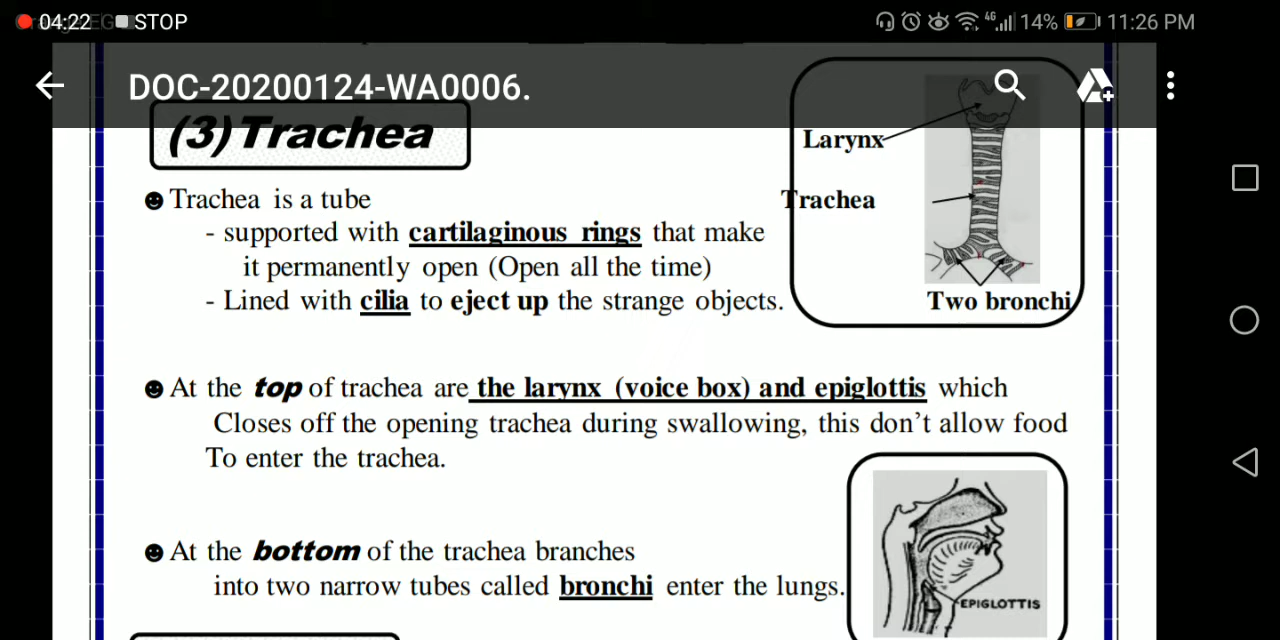 04:22 STOP 4G 14% 11:26 PM
DOC-20200124-WA0006.
(3)Trachea
Larynx
Trachea is a tube
Trachea
- supported with cartilaginous rings that make
it permanently open (Open all the time)
- Lined with cilia to eject up the strange objects.
Two bronchi
At the top of trachea are the larynx (voice box) and epiglottis which
Closes off the opening trachea during swallowing, this don't allow food
To enter the trachea.
At the bottom of the trachea branches
into two narrow tubes called bronchi enter the lungs.
EPIGLOTTIS